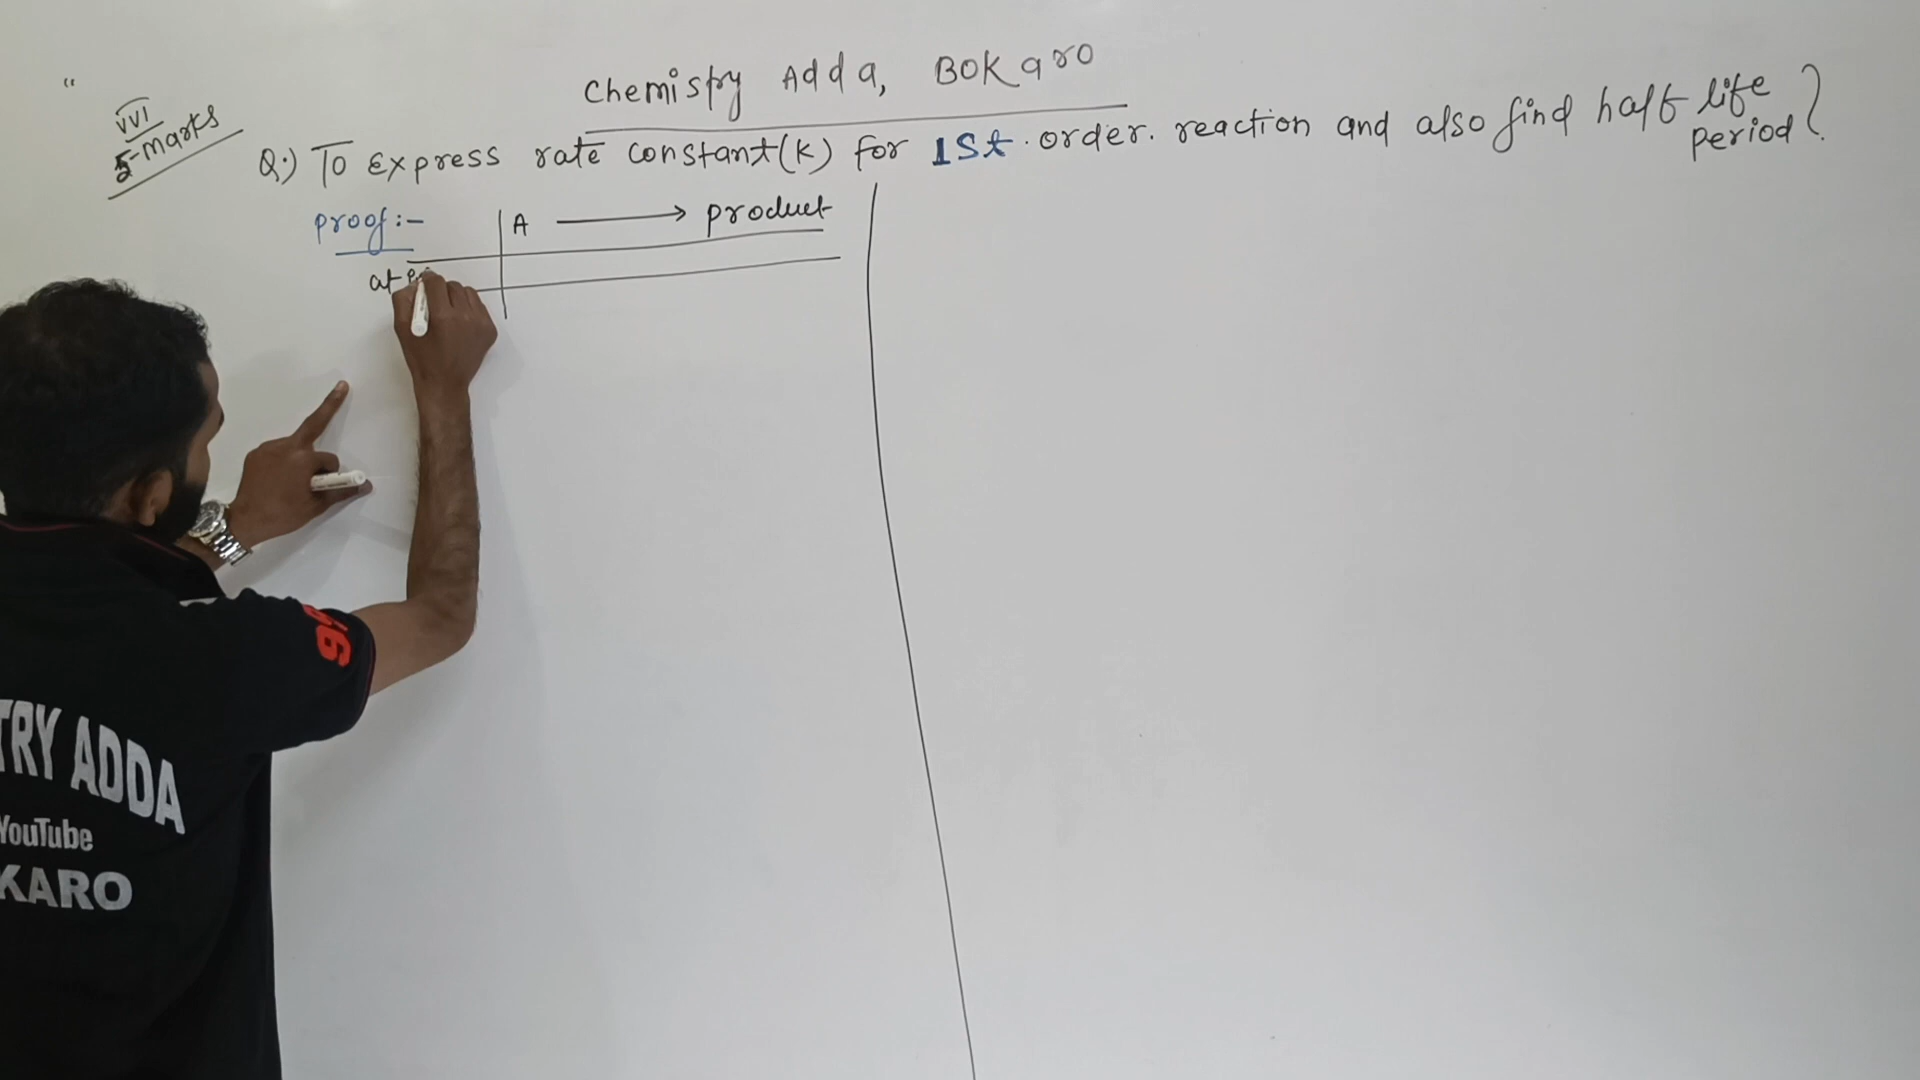 Chemistry Adda, BOKaro
VVI
5-marks
Q.) To Express rate constant(K) for 1St. order. reaction and also find half life period?
proof:-
A → product
at
99
TRY ADDA
YouTube
KARO